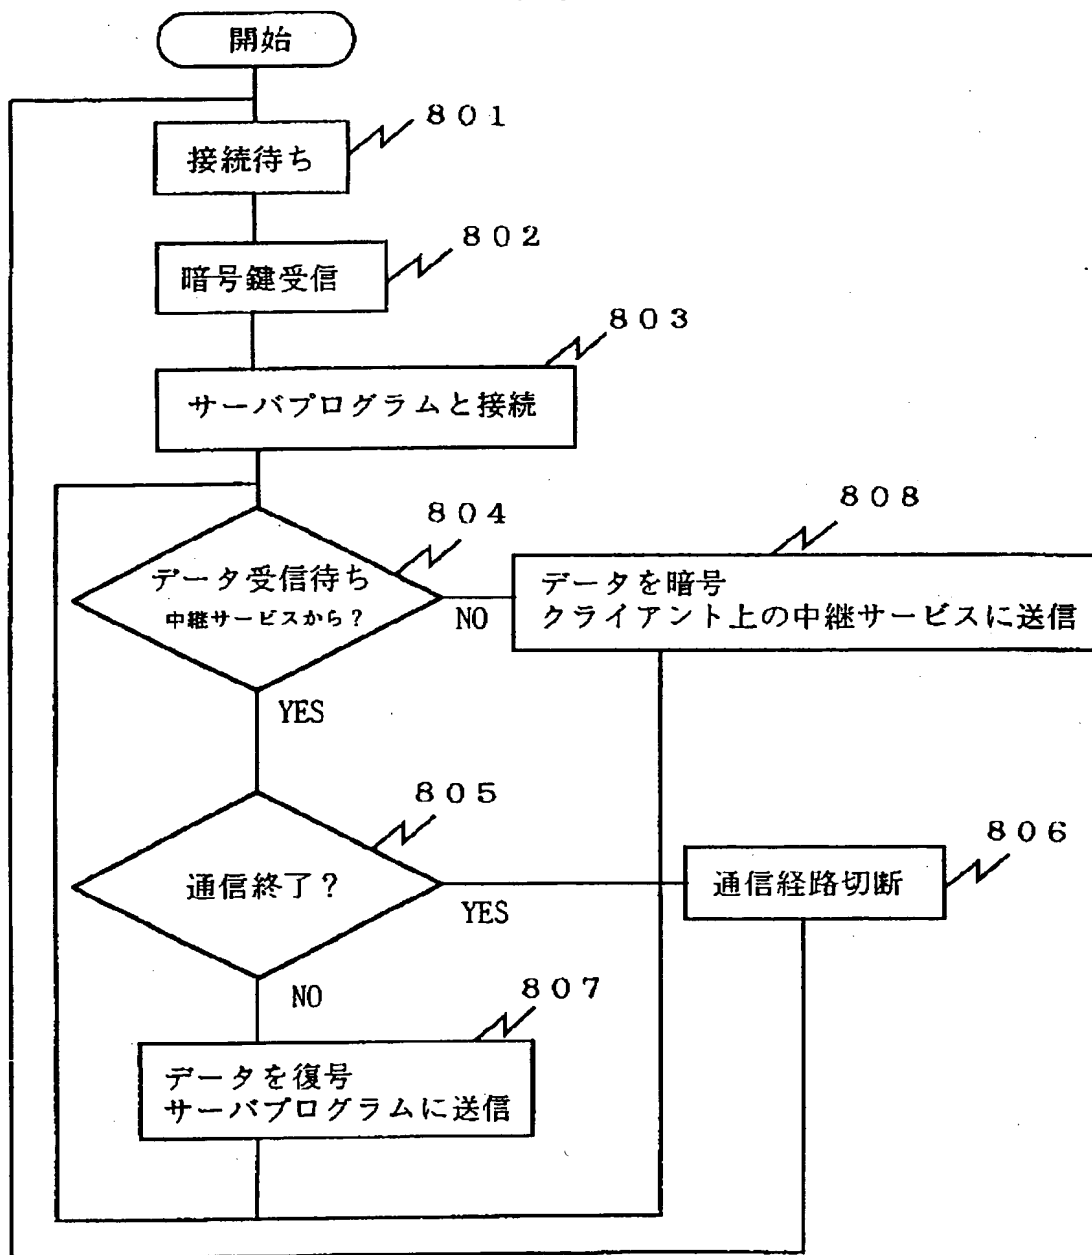 開始
８０１
接続待ち
８０２
暗号鍵受信
８０３
サーバプログラムと接続
８０４
データ受信待ち
中継サービスから？
NO
８０８
データを暗号
クライアント上の中継サービスに送信
YES
８０５
通信終了？
YES
８０６
通信経路切断
NO
８０７
データを復号
サーバプログラムに送信